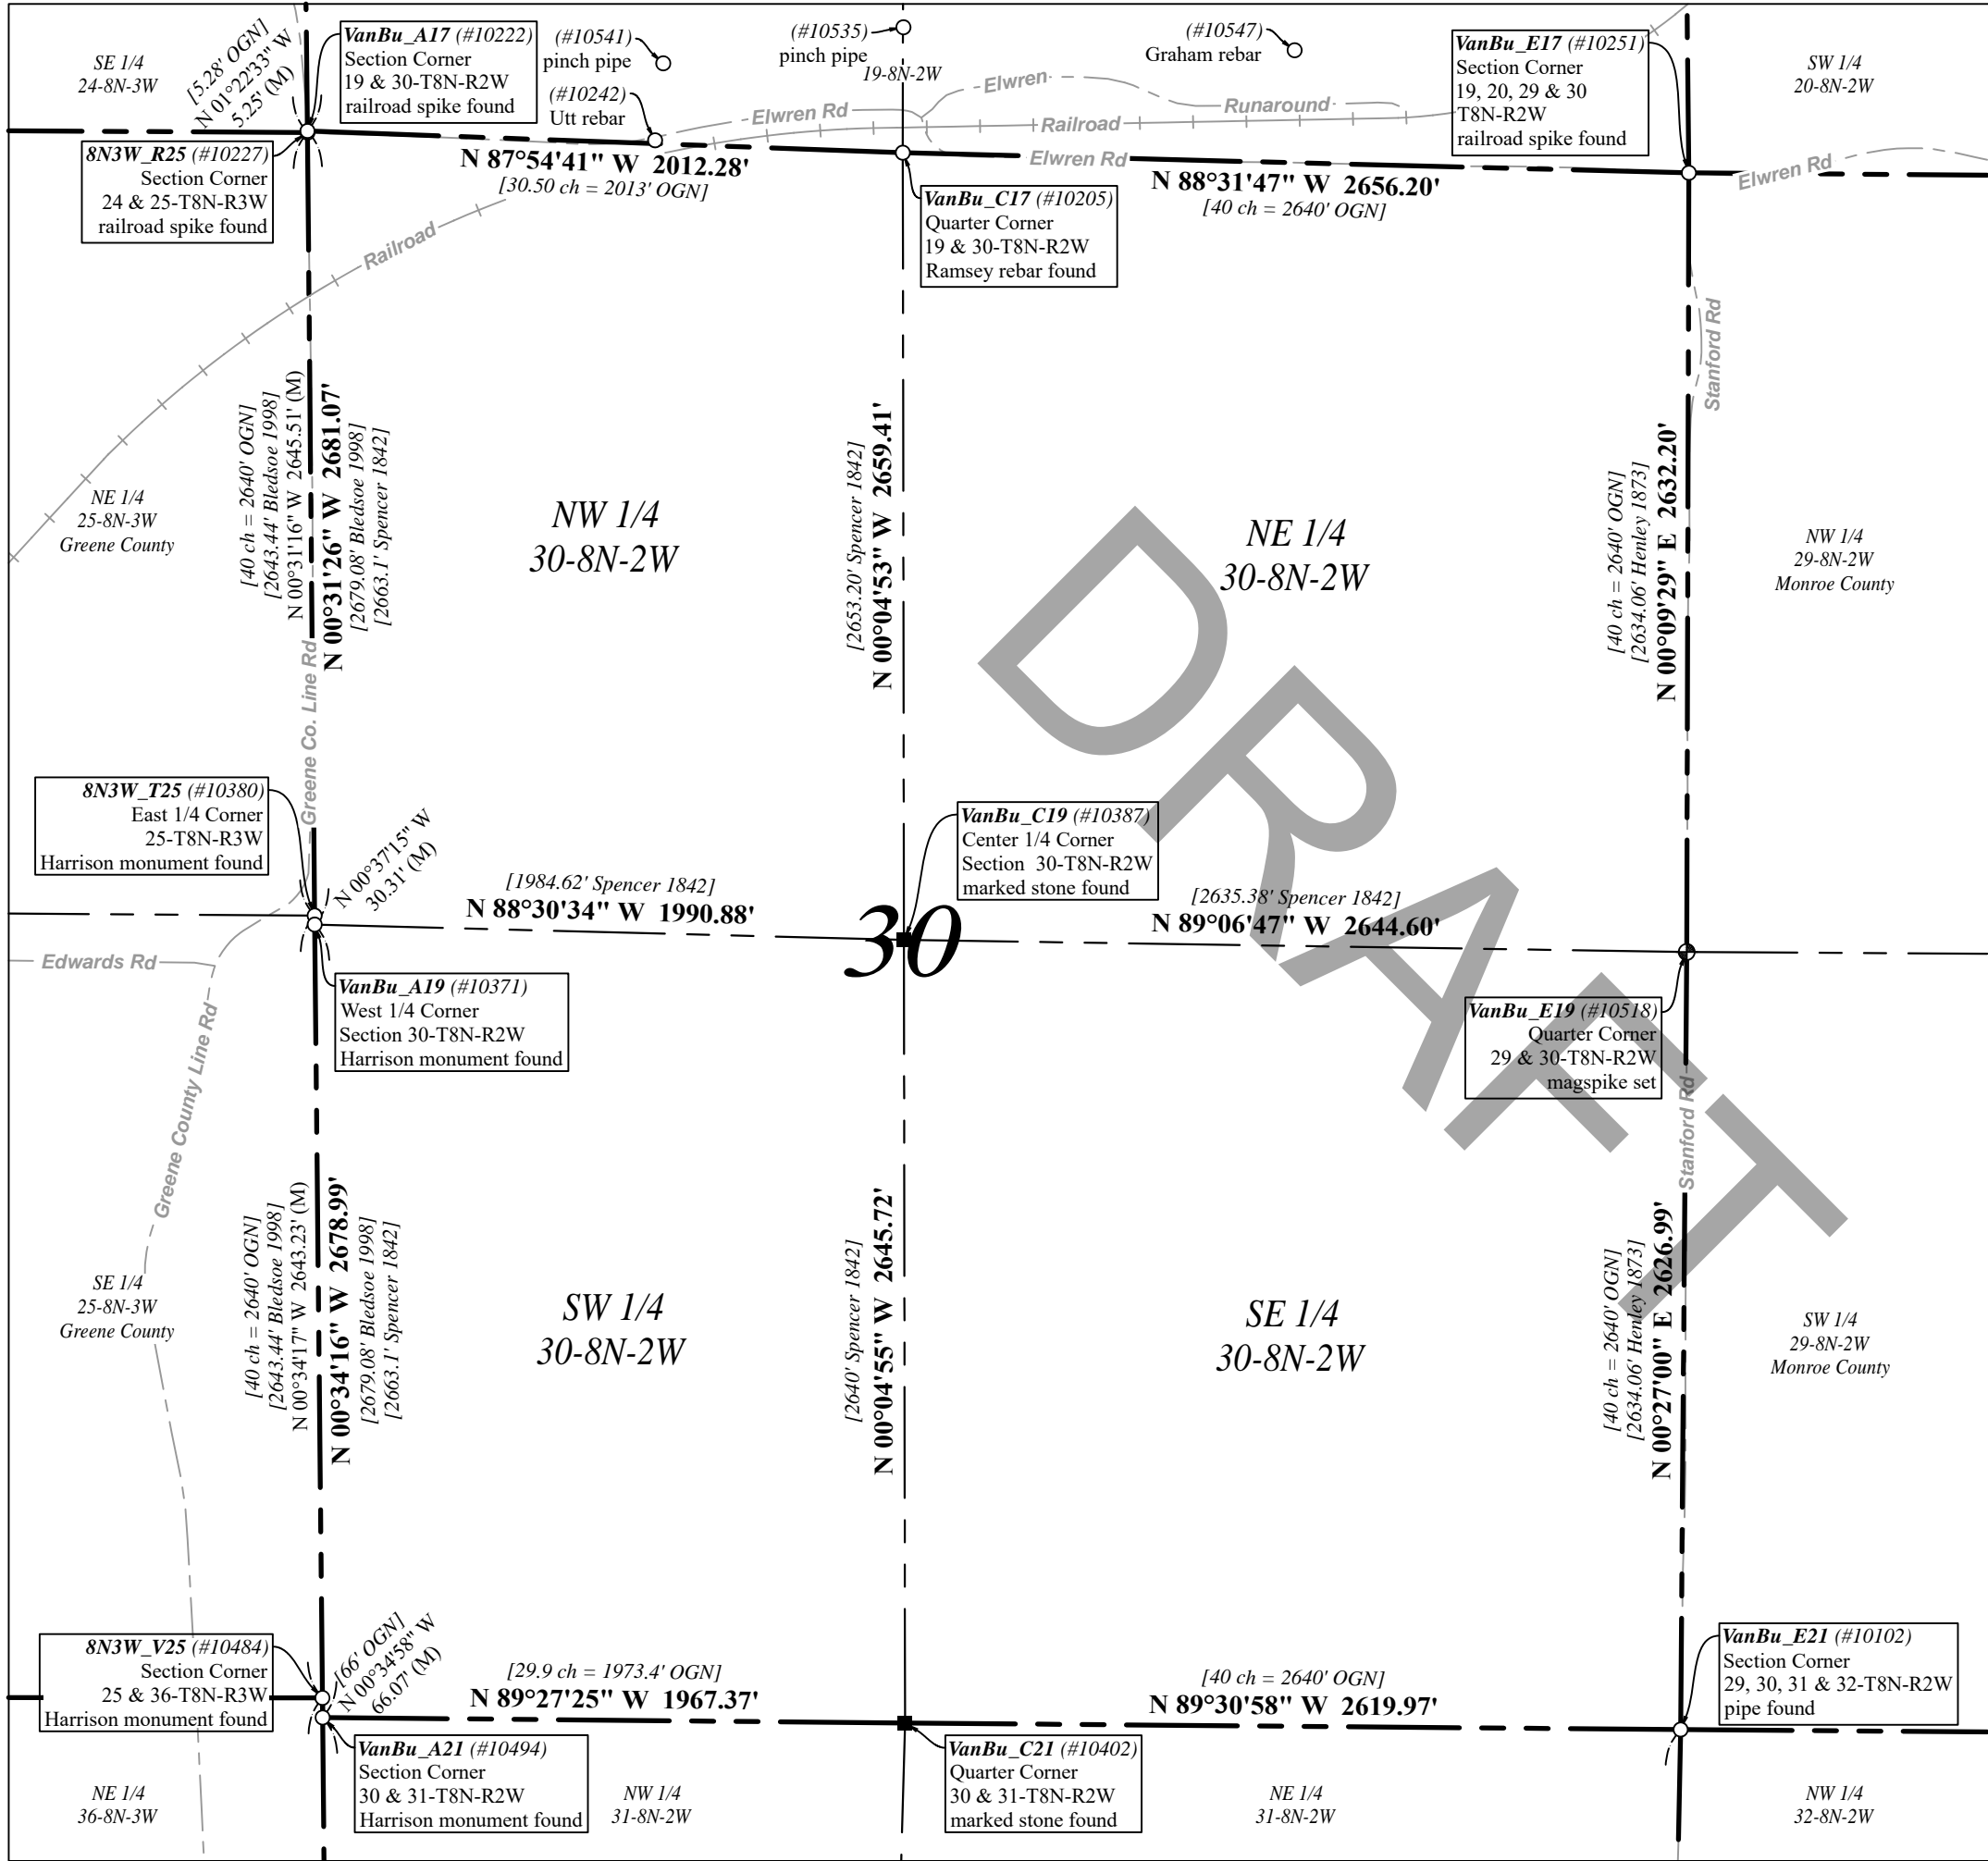 SE 1/4
24-8N-3W
[5.28' OGN]
N 01°22'33" W
5.25' (M)
VanBu_A17 (#10222)
Section Corner
19 & 30-T8N-R2W
railroad spike found
(#10541)
pinch pipe
(#10242)
Utt rebar
(#10535)
pinch pipe
19-8N-2W
(#10547)
Graham rebar
VanBu_E17 (#10251)
Section Corner
19, 20, 29 & 30
T8N-R2W
railroad spike found
SW 1/4
20-8N-2W
Elwren Rd
Elwren
Runaround
Railroad
Elwren Rd
Elwren Rd
8N3W_R25 (#10227)
Section Corner
24 & 25-T8N-R3W
railroad spike found
N 87°54'41" W 2012.28'
[30.50 ch = 2013' OGN]
VanBu_C17 (#10205)
Quarter Corner
19 & 30-T8N-R2W
Ramsey rebar found
N 88°31'47" W 2656.20'
[40 ch = 2640' OGN]
Railroad
Stanford Rd
NE 1/4
25-8N-3W
Greene County
[40 ch = 2640' OGN]
[2643.44' Bledsoe 1998]
N 00°31'16" W 2645.51' (M)
N 00°31'26" W 2681.07'
[2679.08' Bledsoe 1998]
[2663.1' Spencer 1842]
NW 1/4
30-8N-2W
[2653.20' Spencer 1842]
N 00°04'53" W 2659.41'
NE 1/4
30-8N-2W
[40 ch = 2640' OGN]
[2634.06' Henley 1873]
N 00°09'29" E 2632.20'
NW 1/4
29-8N-2W
Monroe County
DRAFT
Greene Co. Line Rd
8N3W_T25 (#10380)
East 1/4 Corner
25-T8N-R3W
Harrison monument found
N 00°37'15" W
30.31' (M)
[1984.62' Spencer 1842]
N 88°30'34" W 1990.88'
VanBu_C19 (#10387)
Center 1/4 Corner
Section 30-T8N-R2W
marked stone found
30
[2635.38' Spencer 1842]
N 89°06'47" W 2644.60'
Edwards Rd
VanBu_A19 (#10371)
West 1/4 Corner
Section 30-T8N-R2W
Harrison monument found
VanBu_E19 (#10518)
Quarter Corner
29 & 30-T8N-R2W
magspike set
Greene County Line Rd
Stanford Rd
SE 1/4
25-8N-3W
Greene County
[40 ch = 2640' OGN]
[2643.44' Bledsoe 1998]
N 00°34'17" W 2643.23' (M)
N 00°34'16" W 2678.99'
[2679.08' Bledsoe 1998]
[2663.1' Spencer 1842]
SW 1/4
30-8N-2W
[2640' Spencer 1842]
N 00°04'55" W 2645.72'
SE 1/4
30-8N-2W
[40 ch = 2640' OGN]
[2634.06' Henley 1873]
N 00°27'00" E 2626.99'
SW 1/4
29-8N-2W
Monroe County
8N3W_V25 (#10484)
Section Corner
25 & 36-T8N-R3W
Harrison monument found
[66' OGN]
N 00°34'58" W
66.07' (M)
[29.9 ch = 1973.4' OGN]
N 89°27'25" W 1967.37'
[40 ch = 2640' OGN]
N 89°30'58" W 2619.97'
VanBu_E21 (#10102)
Section Corner
29, 30, 31 & 32-T8N-R2W
pipe found
NE 1/4
36-8N-3W
VanBu_A21 (#10494)
Section Corner
30 & 31-T8N-R2W
Harrison monument found
NW 1/4
31-8N-2W
VanBu_C21 (#10402)
Quarter Corner
30 & 31-T8N-R2W
marked stone found
NE 1/4
31-8N-2W
NW 1/4
32-8N-2W